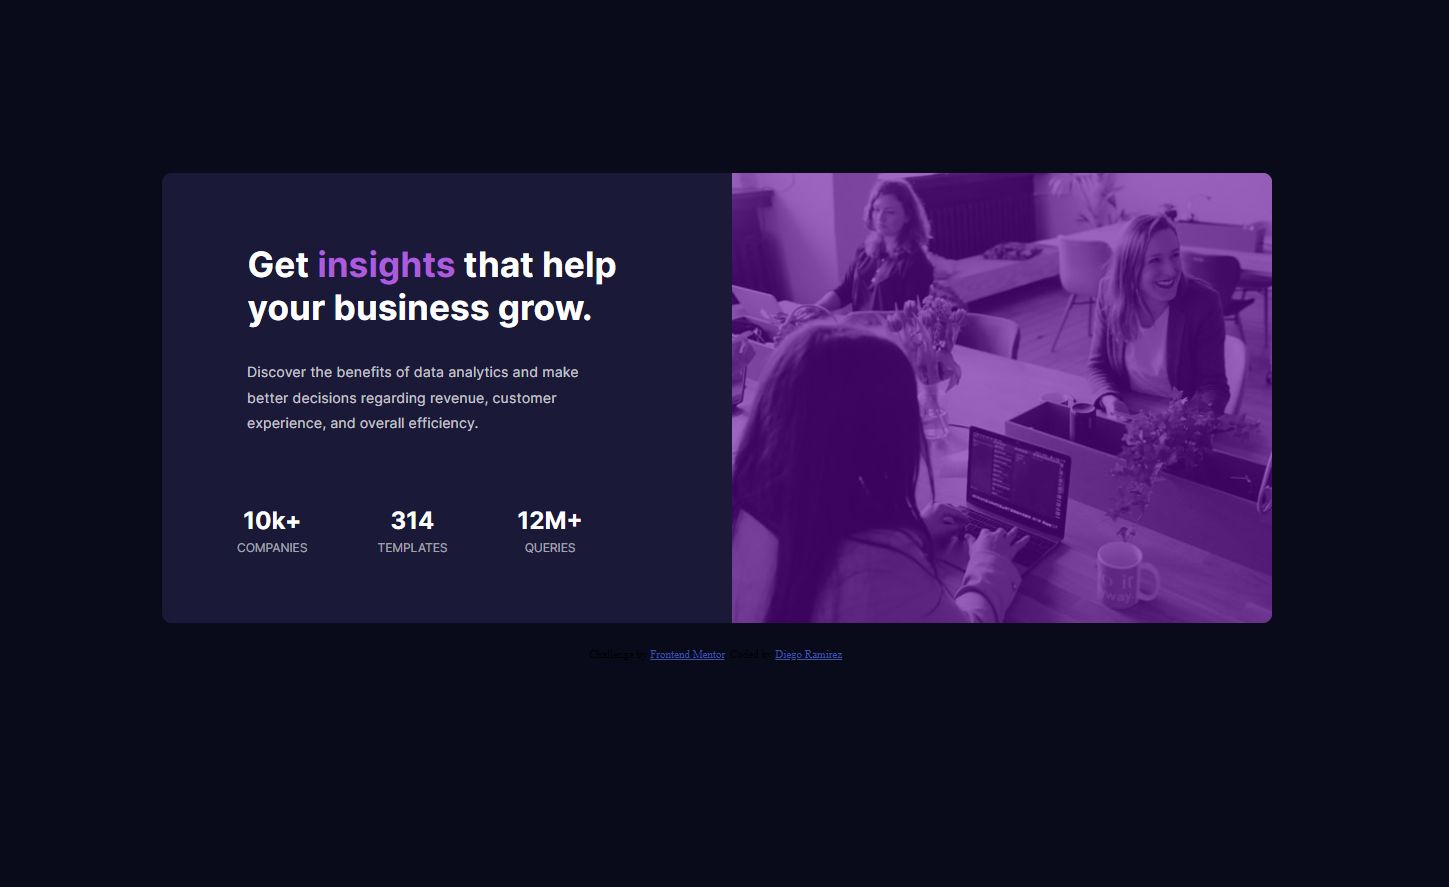 Get insights that help
your business grow.
Discover the benefits of data analytics and make
better decisions regarding revenue, customer
experience, and overall efficiency.
10k+ 314 12M+
COMPANIES TEMPLATES QUERIES
Challenge by Frontend Mentor. Coded by Diego Ramirez